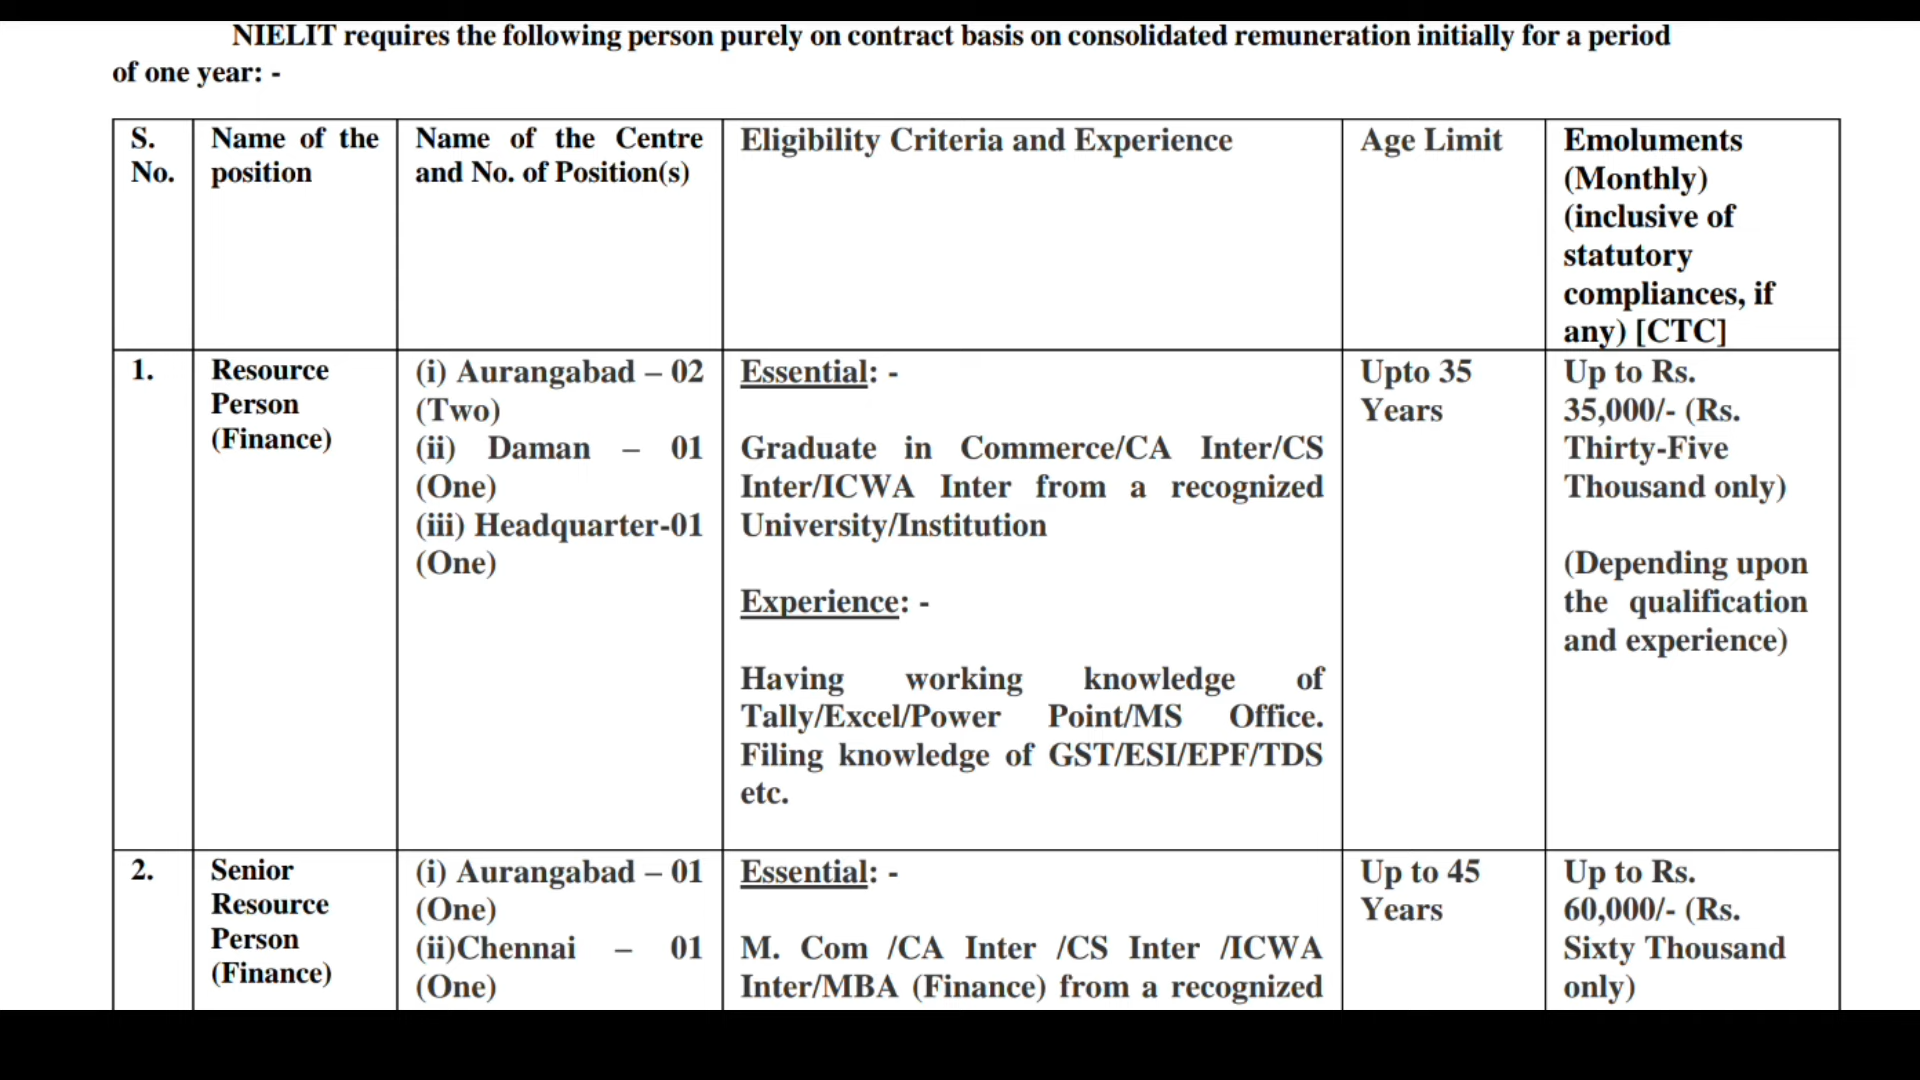 NIELIT requires the following person purely on contract basis on consolidated remuneration initially for a period
of one year: -
S.
No.
Name of the
position
Name of the Centre
and No. of Position(s)
Eligibility Criteria and Experience
Age Limit
Emoluments
(Monthly)
(inclusive of
statutory
compliances, if
any) [CTC]
1.
Resource
Person
(Finance)
(i) Aurangabad – 02
(Two)
(ii) Daman – 01
(One)
(iii) Headquarter-01
(One)
Essential: -
Graduate in Commerce/CA Inter/CS
Inter/ICWA Inter from a recognized
University/Institution
Experience: -
Having working knowledge of
Tally/Excel/Power Point/MS Office.
Filing knowledge of GST/ESI/EPF/TDS
etc.
Upto 35
Years
Up to Rs.
35,000/- (Rs.
Thirty-Five
Thousand only)
(Depending upon
the qualification
and experience)
2.
Senior
Resource
Person
(Finance)
(i) Aurangabad – 01
(One)
(ii)Chennai – 01
(One)
Essential: -
M. Com /CA Inter /CS Inter /ICWA
Inter/MBA (Finance) from a recognized
Up to 45
Years
Up to Rs.
60,000/- (Rs.
Sixty Thousand
only)